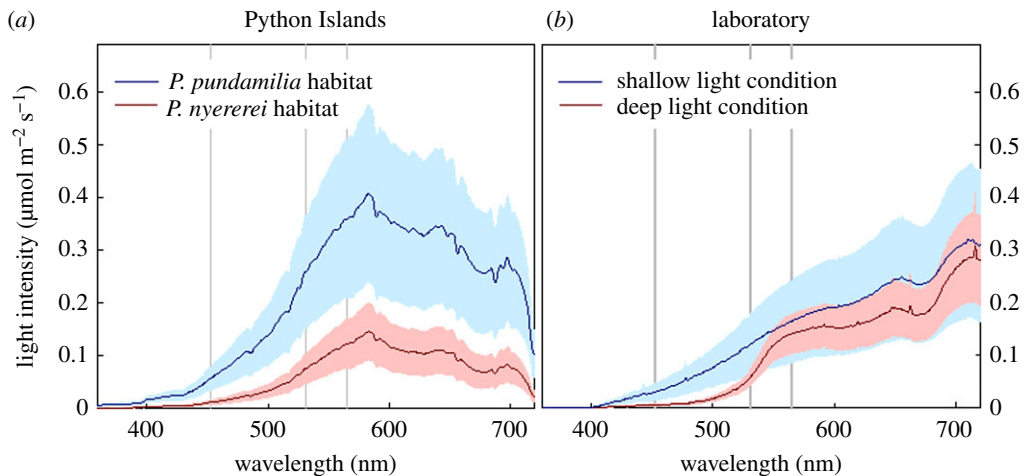 (a) Python Islands
(b) laboratory
P. pundamilia habitat
P. nyererei habitat
shallow light condition
deep light condition
light intensity (μmol m−2 s−1)
0.6
0.5
0.4
0.3
0.2
0.1
0
0.6
0.5
0.4
0.3
0.2
0.1
0
400 500 600 700
400 500 600 700
wavelength (nm)
wavelength (nm)